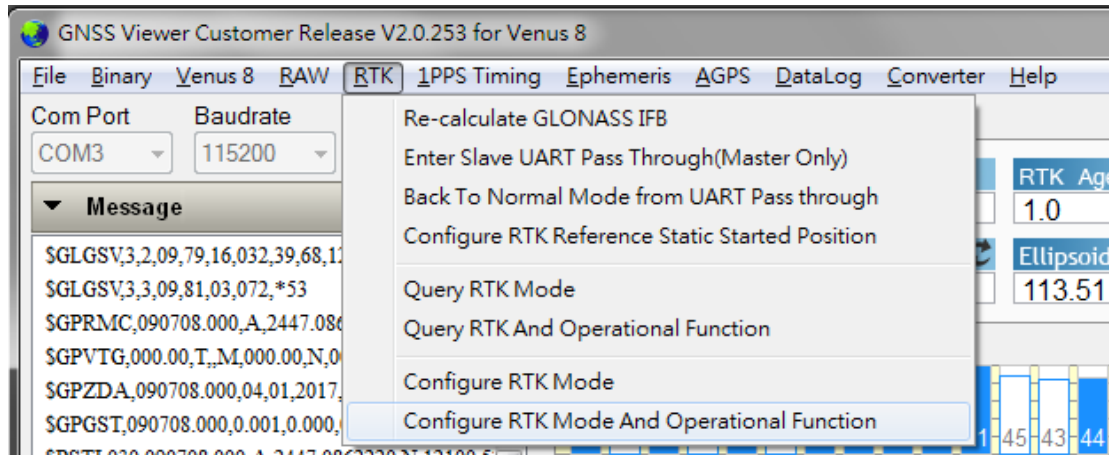 GNSS Viewer Customer Release V2.0.253 for Venus 8
File Binary Venus 8 RAW RTK 1PPS Timing Ephemeris AGPS DataLog Converter Help
Com Port Baudrate
COM3 115200
Message
$GLGSV,3,2,09,79,16,032,39,68,12
$GLGSV,3,3,09,81,03,072,*53
$GPRMC,090708.000,A,2447.086
$GPVTG,000.00,T,,M,000.00,N,00
$GPZDA,090708.000,04,01,2017,
$GPGST,090708.000,0.001,0.000,
Re-calculate GLONASS IFB
Enter Slave UART Pass Through(Master Only)
Back To Normal Mode from UART Pass through
Configure RTK Reference Static Started Position
Query RTK Mode
Query RTK And Operational Function
Configure RTK Mode
Configure RTK Mode And Operational Function
RTK Age
1.0
Ellipsoid
113.51
45 43 44